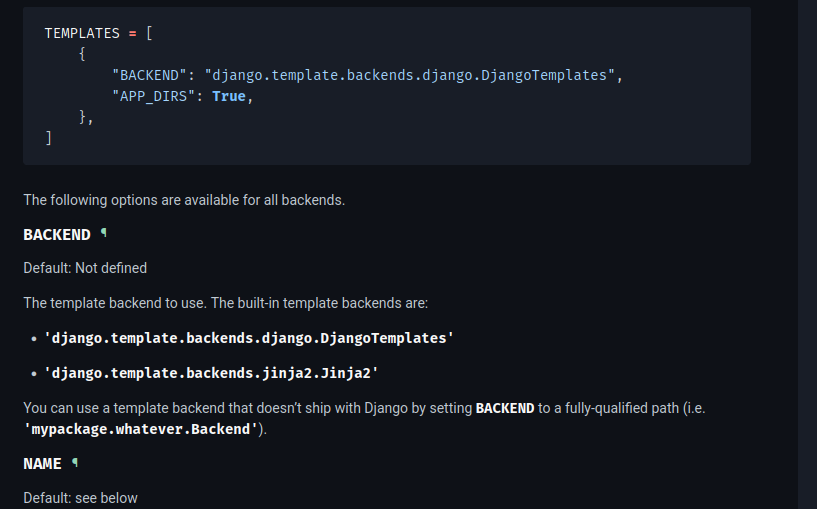 TEMPLATES = [
    {
        "BACKEND": "django.template.backends.django.DjangoTemplates",
        "APP_DIRS": True,
    },
]
The following options are available for all backends.
BACKEND ¶
Default: Not defined
The template backend to use. The built-in template backends are:
• 'django.template.backends.django.DjangoTemplates'
• 'django.template.backends.jinja2.Jinja2'
You can use a template backend that doesn’t ship with Django by setting BACKEND to a fully-qualified path (i.e.
'mypackage.whatever.Backend').
NAME ¶
Default: see below